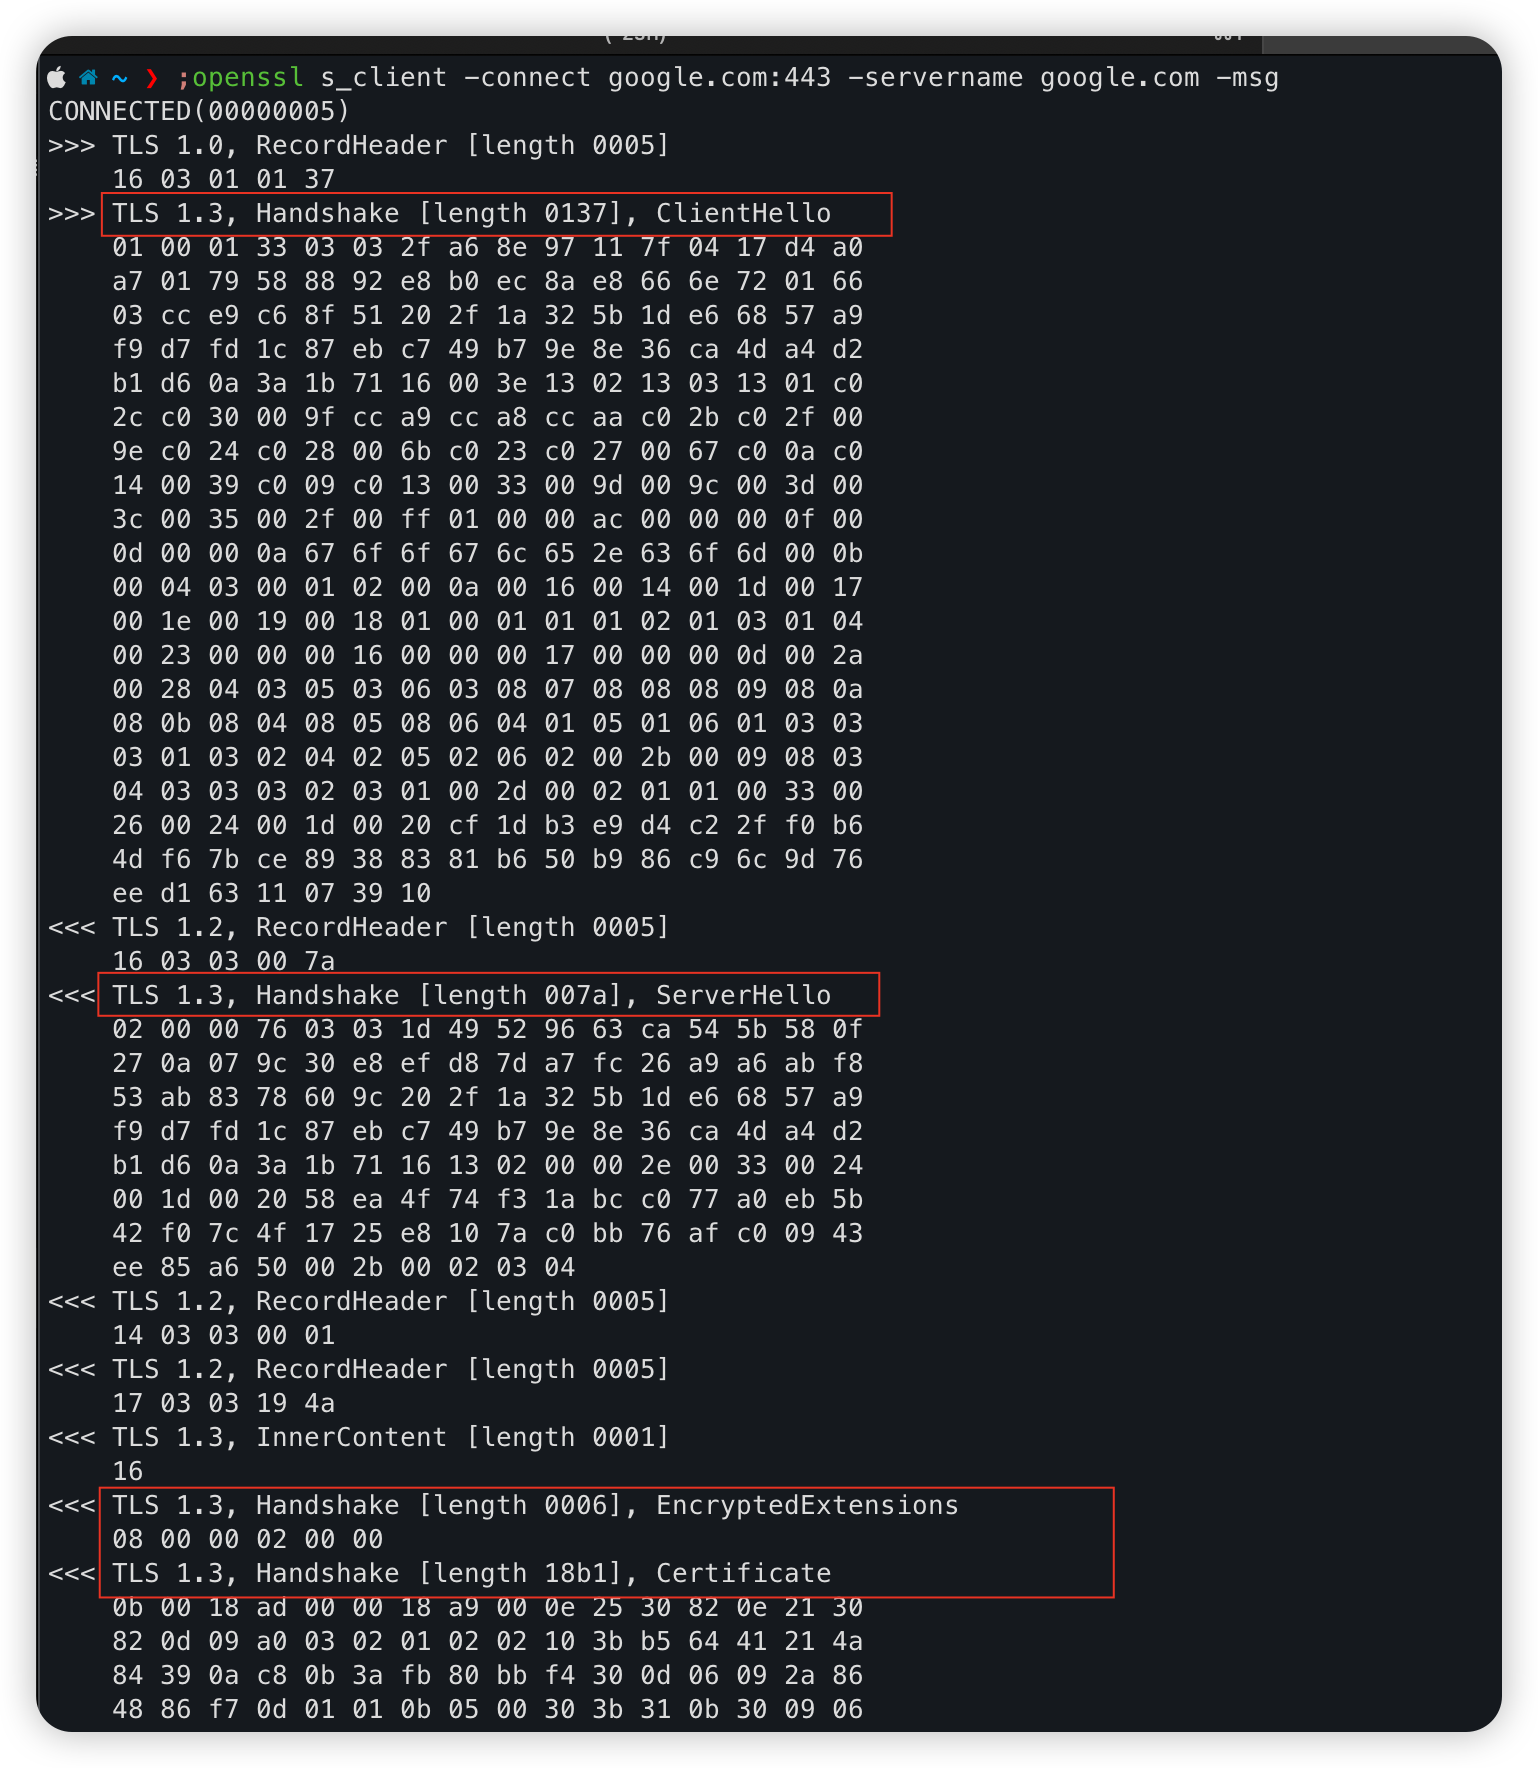 ~ ❯ ;openssl s_client -connect google.com:443 -servername google.com -msg
CONNECTED(00000005)
>>> TLS 1.0, RecordHeader [length 0005]
    16 03 01 01 37
>>> TLS 1.3, Handshake [length 0137], ClientHello
    01 00 01 33 03 03 2f a6 8e 97 11 7f 04 17 d4 a0
    a7 01 79 58 88 92 e8 b0 ec 8a e8 66 6e 72 01 66
    03 cc e9 c6 8f 51 20 2f 1a 32 5b 1d e6 68 57 a9
    f9 d7 fd 1c 87 eb c7 49 b7 9e 8e 36 ca 4d a4 d2
    b1 d6 0a 3a 1b 71 16 00 3e 13 02 13 03 13 01 c0
    2c c0 30 00 9f cc a9 cc a8 cc aa c0 2b c0 2f 00
    9e c0 24 c0 28 00 6b c0 23 c0 27 00 67 c0 0a c0
    14 00 39 c0 09 c0 13 00 33 00 9d 00 9c 00 3d 00
    3c 00 35 00 2f 00 ff 01 00 00 ac 00 00 00 0f 00
    0d 00 00 0a 67 6f 6f 67 6c 65 2e 63 6f 6d 00 0b
    00 04 03 00 01 02 00 0a 00 16 00 14 00 1d 00 17
    00 1e 00 19 00 18 01 00 01 01 01 02 01 03 01 04
    00 23 00 00 00 16 00 00 00 17 00 00 00 0d 00 2a
    00 28 04 03 05 03 06 03 08 07 08 08 08 09 08 0a
    08 0b 08 04 08 05 08 06 04 01 05 01 06 01 03 03
    03 01 03 02 04 02 05 02 06 02 00 2b 00 09 08 03
    04 03 03 03 02 03 01 00 2d 00 02 01 01 00 33 00
    26 00 24 00 1d 00 20 cf 1d b3 e9 d4 c2 2f f0 b6
    4d f6 7b ce 89 38 83 81 b6 50 b9 86 c9 6c 9d 76
    ee d1 63 11 07 39 10
<<< TLS 1.2, RecordHeader [length 0005]
    16 03 03 00 7a
<<< TLS 1.3, Handshake [length 007a], ServerHello
    02 00 00 76 03 03 1d 49 52 96 63 ca 54 5b 58 0f
    27 0a 07 9c 30 e8 ef d8 7d a7 fc 26 a9 a6 ab f8
    53 ab 83 78 60 9c 20 2f 1a 32 5b 1d e6 68 57 a9
    f9 d7 fd 1c 87 eb c7 49 b7 9e 8e 36 ca 4d a4 d2
    b1 d6 0a 3a 1b 71 16 13 02 00 00 2e 00 33 00 24
    00 1d 00 20 58 ea 4f 74 f3 1a bc c0 77 a0 eb 5b
    42 f0 7c 4f 17 25 e8 10 7a c0 bb 76 af c0 09 43
    ee 85 a6 50 00 2b 00 02 03 04
<<< TLS 1.2, RecordHeader [length 0005]
    14 03 03 00 01
<<< TLS 1.2, RecordHeader [length 0005]
    17 03 03 19 4a
<<< TLS 1.3, InnerContent [length 0001]
    16
<<< TLS 1.3, Handshake [length 0006], EncryptedExtensions
    08 00 00 02 00 00
<<< TLS 1.3, Handshake [length 18b1], Certificate
    0b 00 18 ad 00 00 18 a9 00 0e 25 30 82 0e 21 30
    82 0d 09 a0 03 02 01 02 02 10 3b b5 64 41 21 4a
    84 39 0a c8 0b 3a fb 80 bb f4 30 0d 06 09 2a 86
    48 86 f7 0d 01 01 0b 05 00 30 3b 31 0b 30 09 06